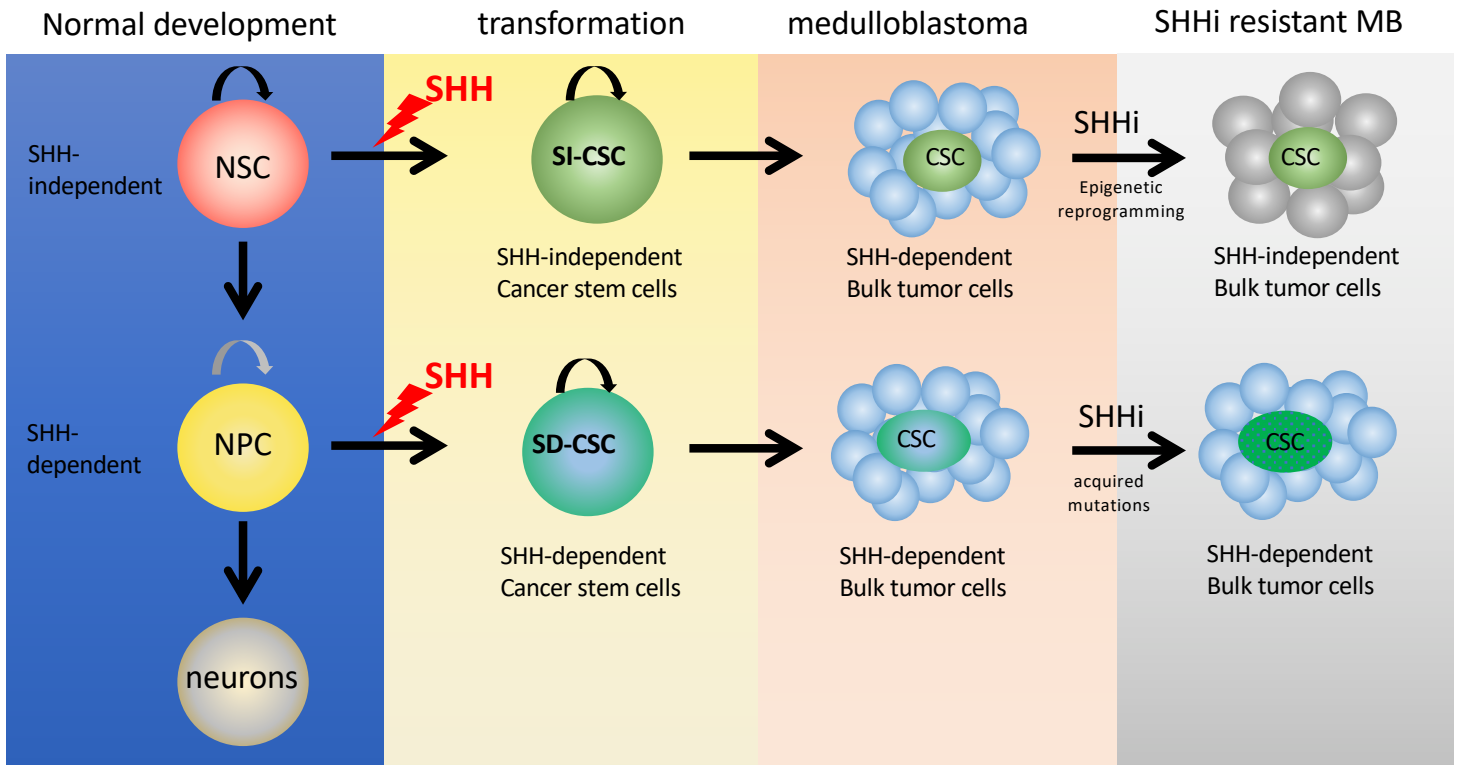 Normal development
transformation
medulloblastoma
SHHi resistant MB
SHH-
independent
NSC
SHH
SI-CSC
SHH-independent
Cancer stem cells
CSC
SHH-dependent
Bulk tumor cells
SHHi
Epigenetic
reprogramming
CSC
SHH-independent
Bulk tumor cells
SHH-
dependent
NPC
SHH
SD-CSC
SHH-dependent
Cancer stem cells
CSC
SHH-dependent
Bulk tumor cells
SHHi
acquired
mutations
CSC
SHH-dependent
Bulk tumor cells
neurons